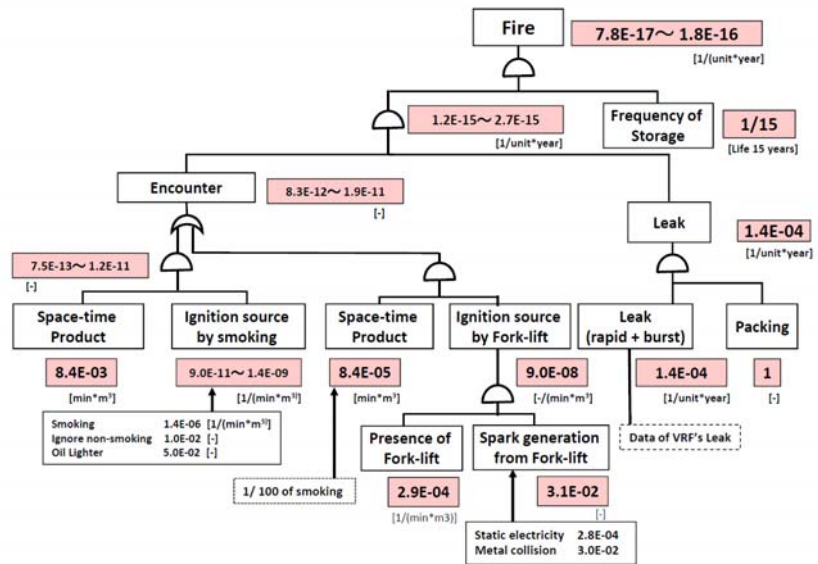 Fire
7.8E-17～ 1.8E-16
[1/(unit*year]
1.2E-15～ 2.7E-15
[1/unit*year]
Frequency of
Storage
1/15
[Life 15 years]
Encounter
8.3E-12～ 1.9E-11
[-]
Leak
1.4E-04
[1/unit*year]
7.5E-13～ 1.2E-11
[-]
Space-time
Product
Ignition source
by smoking
Space-time
Product
Ignition source
by Fork-lift
Leak
(rapid + burst)
Packing
8.4E-03
[min*m³]
9.0E-11～ 1.4E-09
[1/(min*m³)]
8.4E-05
[min*m³]
9.0E-08
[-/(min*m³]
1.4E-04
[1/unit*year]
1
[-]
Smoking 1.4E-06 [1/(min*m³)]
Ignore non-smoking 1.0E-02 [-]
Oil Lighter 5.0E-02 [-]
Presence of
Fork-lift
Spark generation
from Fork-lift
Data of VRF's Leak
1/ 100 of smoking
2.9E-04
[1/(min*m3)]
3.1E-02
[-]
Static electricity 2.8E-04
Metal collision 3.0E-02